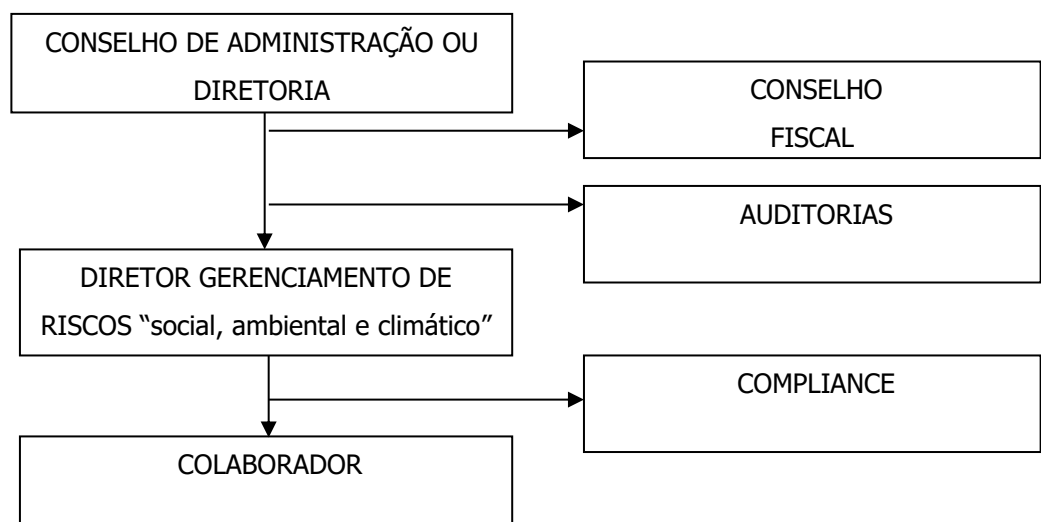 CONSELHO DE ADMINISTRAÇÃO OU
DIRETORIA
CONSELHO
FISCAL
AUDITORIAS
DIRETOR GERENCIAMENTO DE
RISCOS “social, ambiental e climático”
COMPLIANCE
COLABORADOR